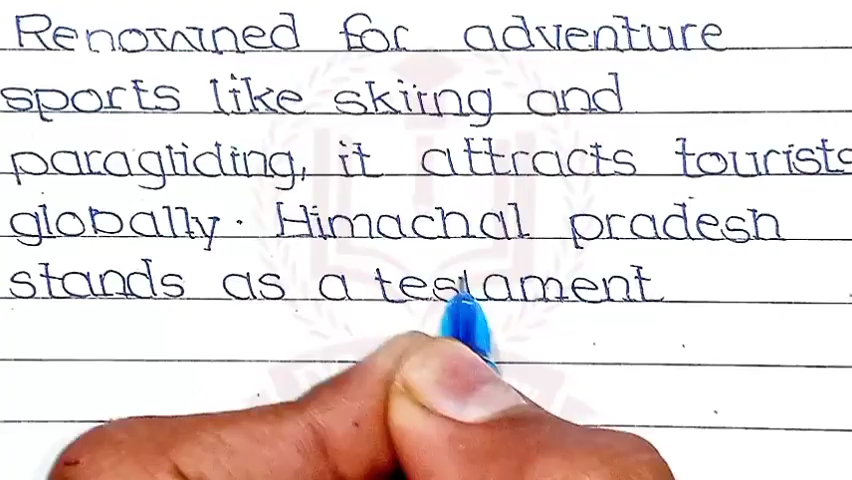 Renowned for adventure
sports like skiing and
paragliding, it attracts tourists
globally. Himachal pradesh
stands as a testament